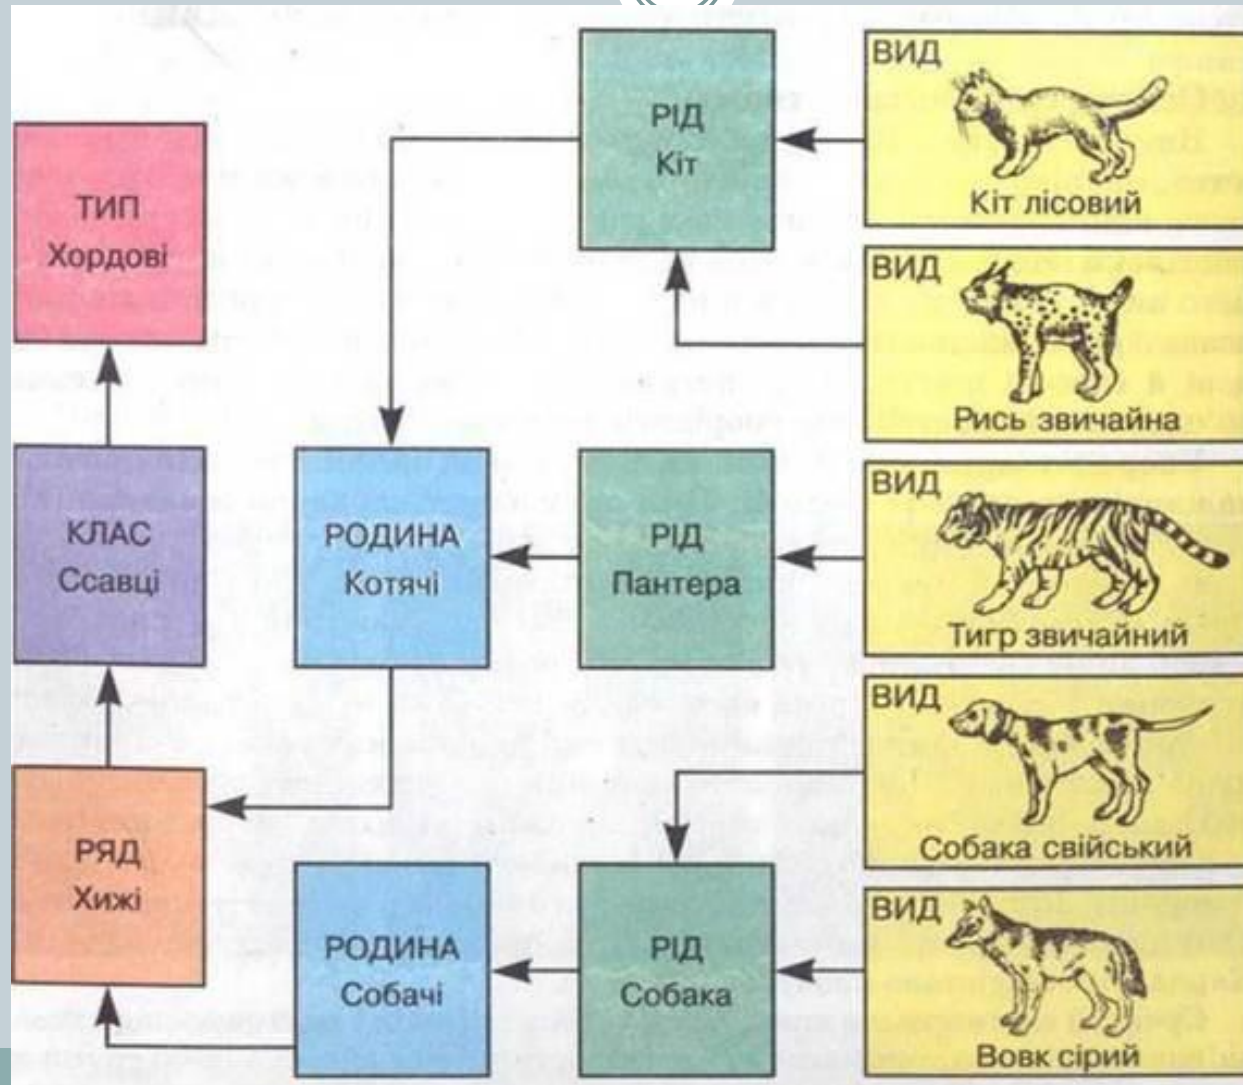 ТИП
Хордові
КЛАС
Ссавці
РЯД
Хижі
РОДИНА
Котячі
РОДИНА
Собачі
РІД
Кіт
РІД
Пантера
РІД
Собака
ВИД
Кіт лісовий
ВИД
Рись звичайна
ВИД
Тигр звичайний
ВИД
Собака свійський
ВИД
Вовк сірий